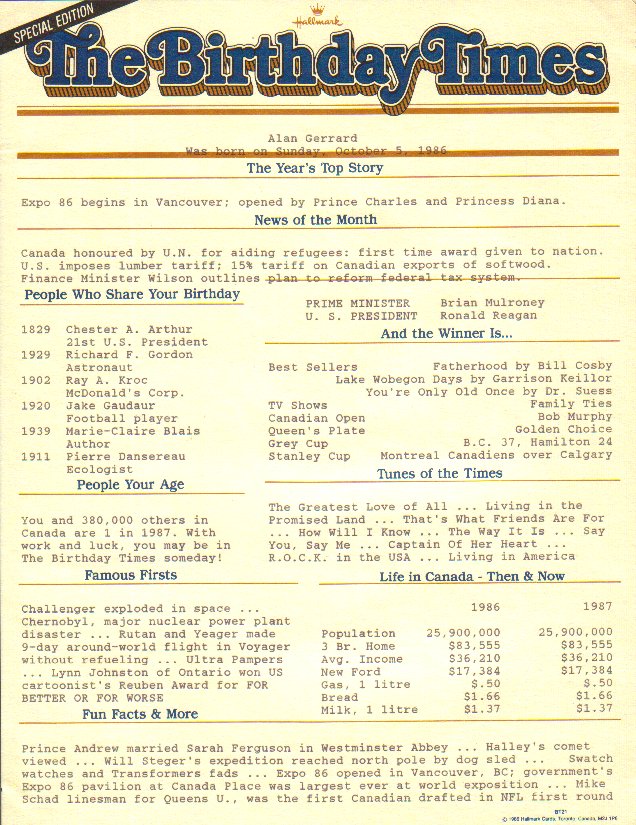 SPECIAL EDITION
Hallmark
The Birthday Times
Alan Gerrard
Was born on Sunday, October 5, 1986
The Year's Top Story
Expo 86 begins in Vancouver; opened by Prince Charles and Princess Diana.
News of the Month
Canada honoured by U.N. for aiding refugees: first time award given to nation.
U.S. imposes lumber tariff; 15% tariff on Canadian exports of softwood.
Finance Minister Wilson outlines plan to reform federal tax system.
People Who Share Your Birthday
1829 Chester A. Arthur
21st U.S. President
1929 Richard F. Gordon
Astronaut
1902 Ray A. Kroc
McDonald's Corp.
1920 Jake Gaudaur
Football player
1939 Marie-Claire Blais
Author
1911 Pierre Dansereau
Ecologist
PRIME MINISTER Brian Mulroney
U. S. PRESIDENT Ronald Reagan
And the Winner Is...
Best Sellers Fatherhood by Bill Cosby
Lake Wobegon Days by Garrison Keillor
You're Only Old Once by Dr. Suess
TV Shows Family Ties
Canadian Open Bob Murphy
Queen's Plate Golden Choice
Grey Cup B.C. 37, Hamilton 24
Stanley Cup Montreal Canadiens over Calgary
People Your Age
You and 380,000 others in
Canada are 1 in 1987. With
work and luck, you may be in
The Birthday Times someday!
Tunes of the Times
The Greatest Love of All ... Living in the
Promised Land ... That's What Friends Are For
... How Will I Know ... The Way It Is ... Say
You, Say Me ... Captain Of Her Heart ...
R.O.C.K. in the USA ... Living in America
Famous Firsts
Challenger exploded in space ...
Chernobyl, major nuclear power plant
disaster ... Rutan and Yeager made
9-day around-world flight in Voyager
without refueling ... Ultra Pampers
... Lynn Johnston of Ontario won US
cartoonist's Reuben Award for FOR
BETTER OR FOR WORSE
Life in Canada - Then & Now
1986 1987
Population 25,900,000 25,900,000
3 Br. Home $83,555 $83,555
Avg. Income $36,210 $36,210
New Ford $17,384 $17,384
Gas, 1 litre $.50 $.50
Bread $1.66 $1.66
Milk, 1 litre $1.37 $1.37
Fun Facts & More
Prince Andrew married Sarah Ferguson in Westminster Abbey ... Halley's comet
viewed ... Will Steger's expedition reached north pole by dog sled ... Swatch
watches and Transformers fads ... Expo 86 opened in Vancouver, BC; government's
Expo 86 pavilion at Canada Place was largest ever at world exposition ... Mike
Schad linesman for Queens U., was the first Canadian drafted in NFL first round
BT21
© 1986 Hallmark Cards, Toronto, Canada, M2J 1P6